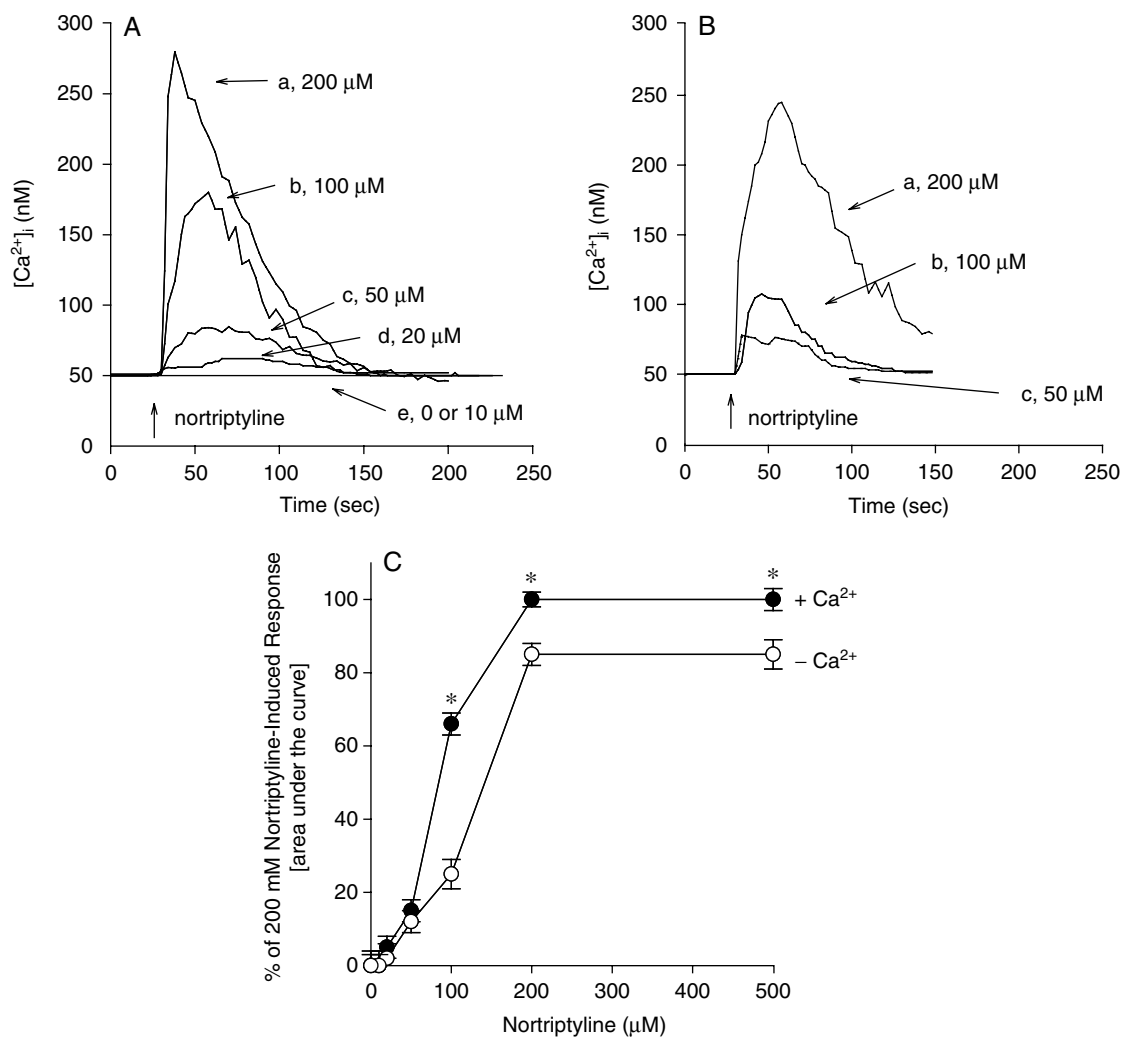 A
300
250
200
150
100
50
0
[Ca²⁺]ᵢ (nM)
a, 200 μM
b, 100 μM
c, 50 μM
d, 20 μM
e, 0 or 10 μM
nortriptyline
0 50 100 150 200 250
Time (sec)
B
300
250
200
150
100
50
0
[Ca²⁺]ᵢ (nM)
a, 200 μM
b, 100 μM
c, 50 μM
nortriptyline
0 50 100 150 200 250
Time (sec)
C
% of 200 mM Nortriptyline-Induced Response
[area under the curve]
100
80
60
40
20
0
*
*
*
+ Ca²⁺
– Ca²⁺
0 100 200 300 400 500
Nortriptyline (μM)